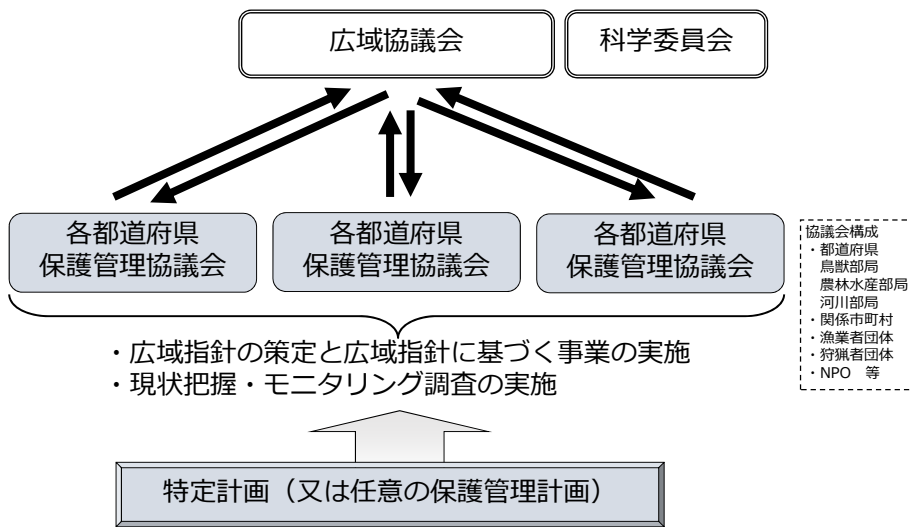 広域協議会
科学委員会
各都道府県
保護管理協議会
各都道府県
保護管理協議会
各都道府県
保護管理協議会
協議会構成
・都道府県
鳥獣部局
農林水産部局
河川部局
・関係市町村
・漁業者団体
・狩猟者団体
・NPO 等
・広域指針の策定と広域指針に基づく事業の実施
・現状把握・モニタリング調査の実施
特定計画(又は任意の保護管理計画)